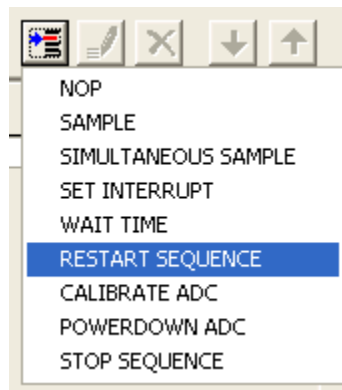 NOP
SAMPLE
SIMULTANEOUS SAMPLE
SET INTERRUPT
WAIT TIME
RESTART SEQUENCE
CALIBRATE ADC
POWERDOWN ADC
STOP SEQUENCE